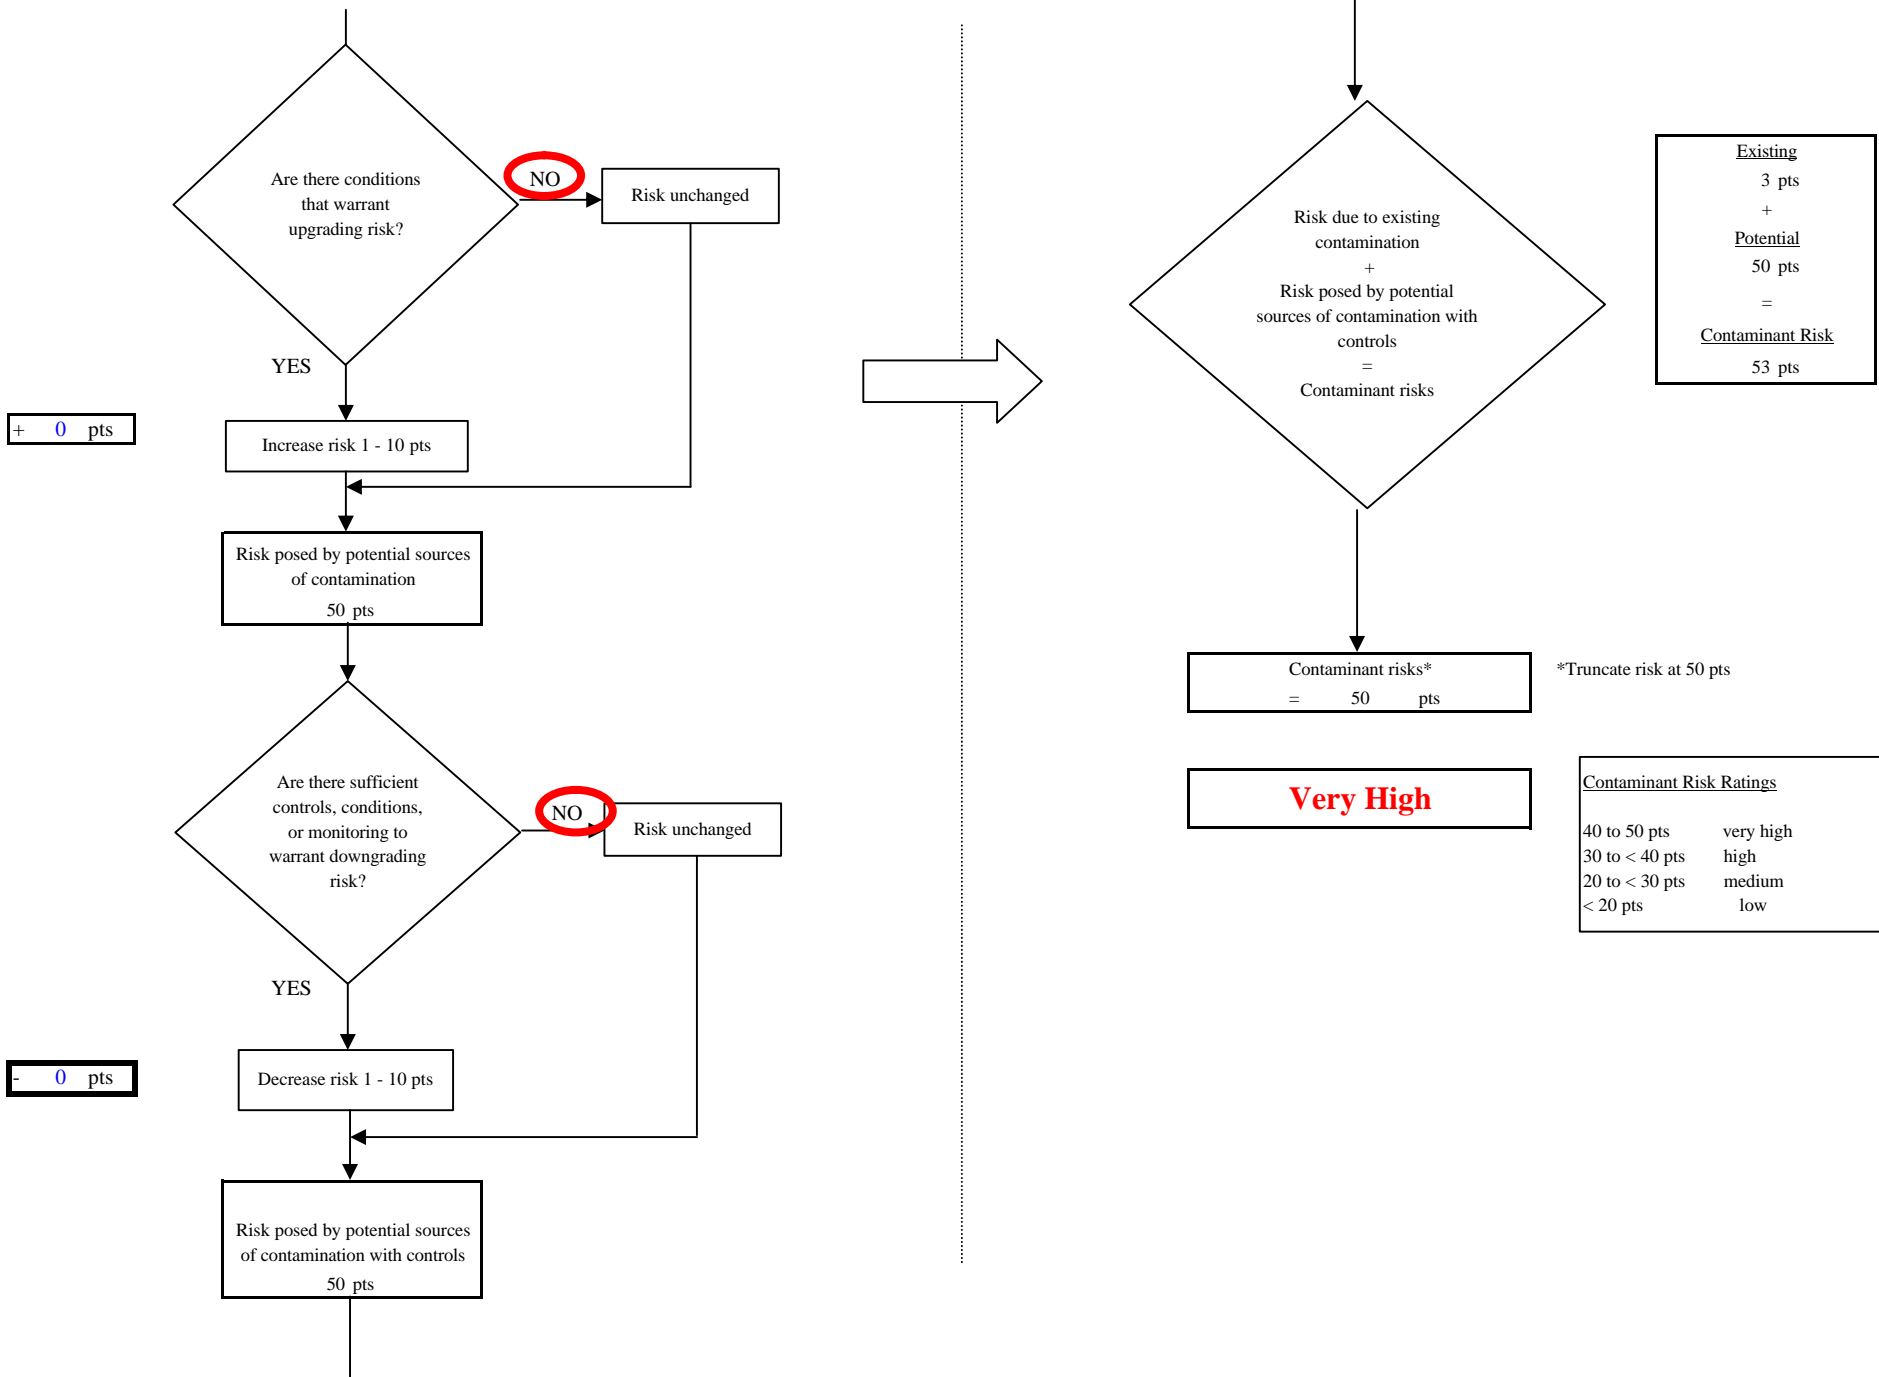 Are there conditions
that warrant
upgrading risk?
NO
Risk unchanged
YES
+ 0 pts
Increase risk 1 - 10 pts
Risk posed by potential sources
of contamination
50 pts
Are there sufficient
controls, conditions,
or monitoring to
warrant downgrading
risk?
NO
Risk unchanged
YES
- 0 pts
Decrease risk 1 - 10 pts
Risk posed by potential sources
of contamination with controls
50 pts
Risk due to existing
contamination
+
Risk posed by potential
sources of contamination with
controls
=
Contaminant risks
Existing
3 pts
+
Potential
50 pts
=
Contaminant Risk
53 pts
Contaminant risks*
= 50 pts
*Truncate risk at 50 pts
Very High
Contaminant Risk Ratings
40 to 50 pts very high
30 to < 40 pts high
20 to < 30 pts medium
< 20 pts low